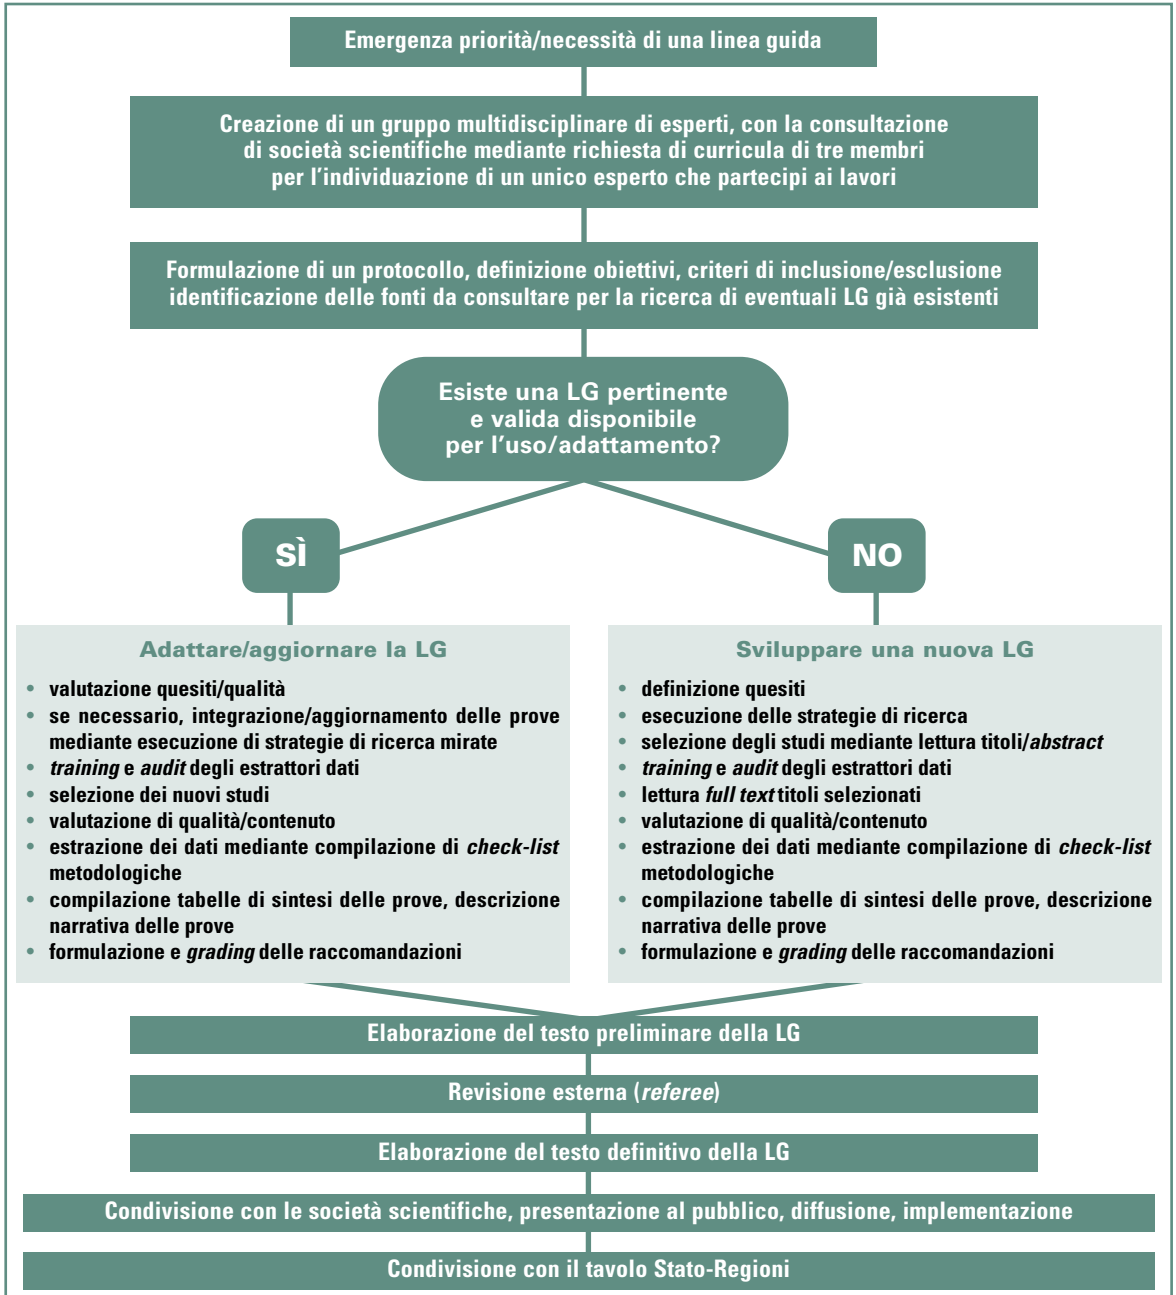 Emergenza priorità/necessità di una linea guida
Creazione di un gruppo multidisciplinare di esperti, con la consultazione
di società scientifiche mediante richiesta di curricula di tre membri
per l'individuazione di un unico esperto che partecipi ai lavori
Formulazione di un protocollo, definizione obiettivi, criteri di inclusione/esclusione
identificazione delle fonti da consultare per la ricerca di eventuali LG già esistenti
Esiste una LG pertinente
e valida disponibile
per l'uso/adattamento?
SÌ
NO
Adattare/aggiornare la LG
• valutazione quesiti/qualità
• se necessario, integrazione/aggiornamento delle prove
mediante esecuzione di strategie di ricerca mirate
• training e audit degli estrattori dati
• selezione dei nuovi studi
• valutazione di qualità/contenuto
• estrazione dei dati mediante compilazione di check-list
metodologiche
• compilazione tabelle di sintesi delle prove, descrizione
narrativa delle prove
• formulazione e grading delle raccomandazioni
Sviluppare una nuova LG
• definizione quesiti
• esecuzione delle strategie di ricerca
• selezione degli studi mediante lettura titoli/abstract
• training e audit degli estrattori dati
• lettura full text titoli selezionati
• valutazione di qualità/contenuto
• estrazione dei dati mediante compilazione di check-list
metodologiche
• compilazione tabelle di sintesi delle prove, descrizione
narrativa delle prove
• formulazione e grading delle raccomandazioni
Elaborazione del testo preliminare della LG
Revisione esterna (referee)
Elaborazione del testo definitivo della LG
Condivisione con le società scientifiche, presentazione al pubblico, diffusione, implementazione
Condivisione con il tavolo Stato-Regioni